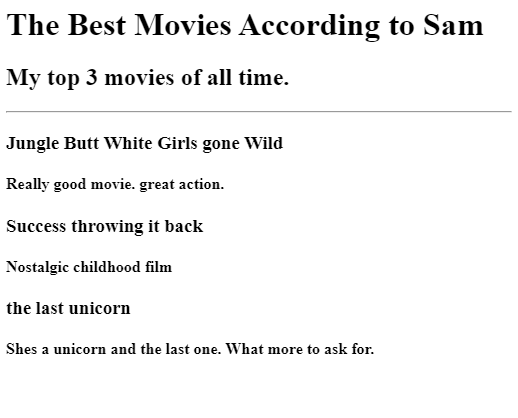 The Best Movies According to Sam
My top 3 movies of all time.
Jungle Butt White Girls gone Wild
Really good movie. great action.
Success throwing it back
Nostalgic childhood film
the last unicorn
Shes a unicorn and the last one. What more to ask for.